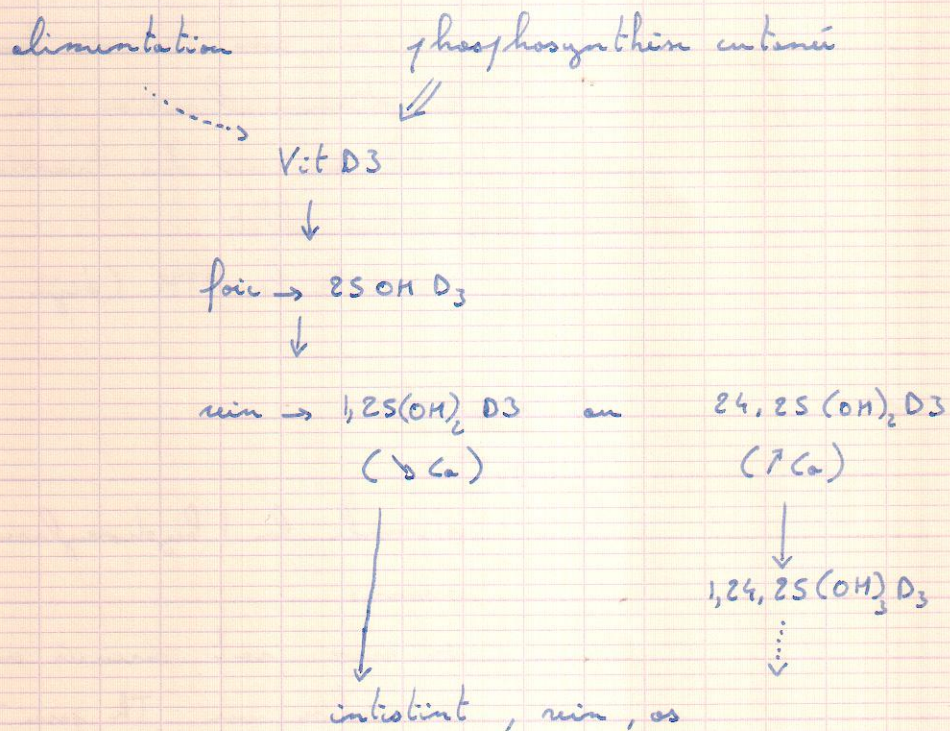 alimentation phosphosynthèse cutanée
Vit D3
foie → 25 OH D3
rein → 1,25(OH)2 D3 ou 24,25 (OH)2 D3
(↘ Ca) (↗ Ca)
1,24,25(OH)3 D3
intistint, rein, os